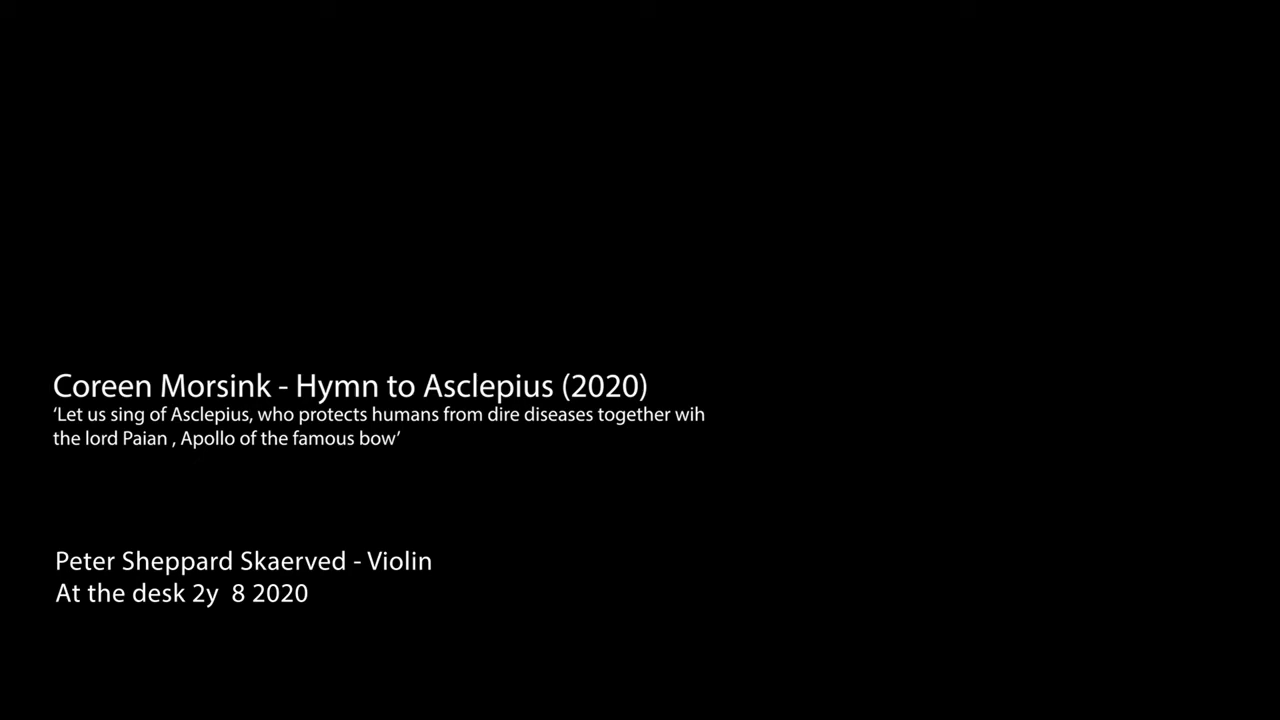 Coreen Morsink - Hymn to Asclepius (2020)
‘Let us sing of Asclepius, who protects humans from dire diseases together wih
the lord Paian , Apollo of the famous bow’
Peter Sheppard Skaerved - Violin
At the desk 2y  8 2020